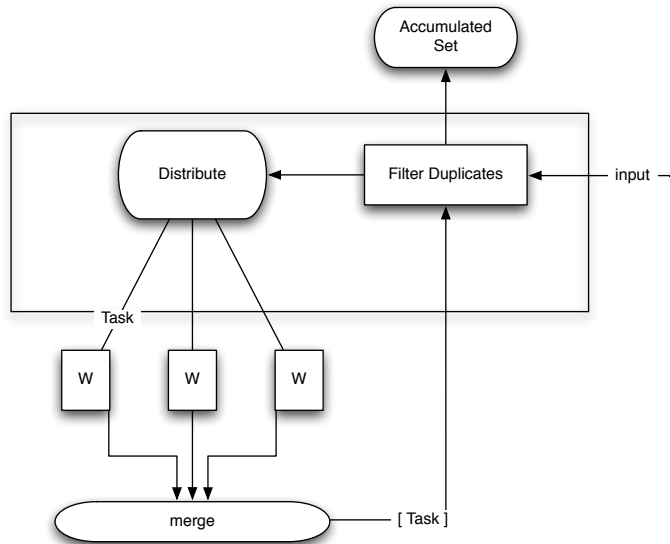 Accumulated
Set
Distribute
Filter Duplicates
input
Task
W
W
W
merge
[ Task ]